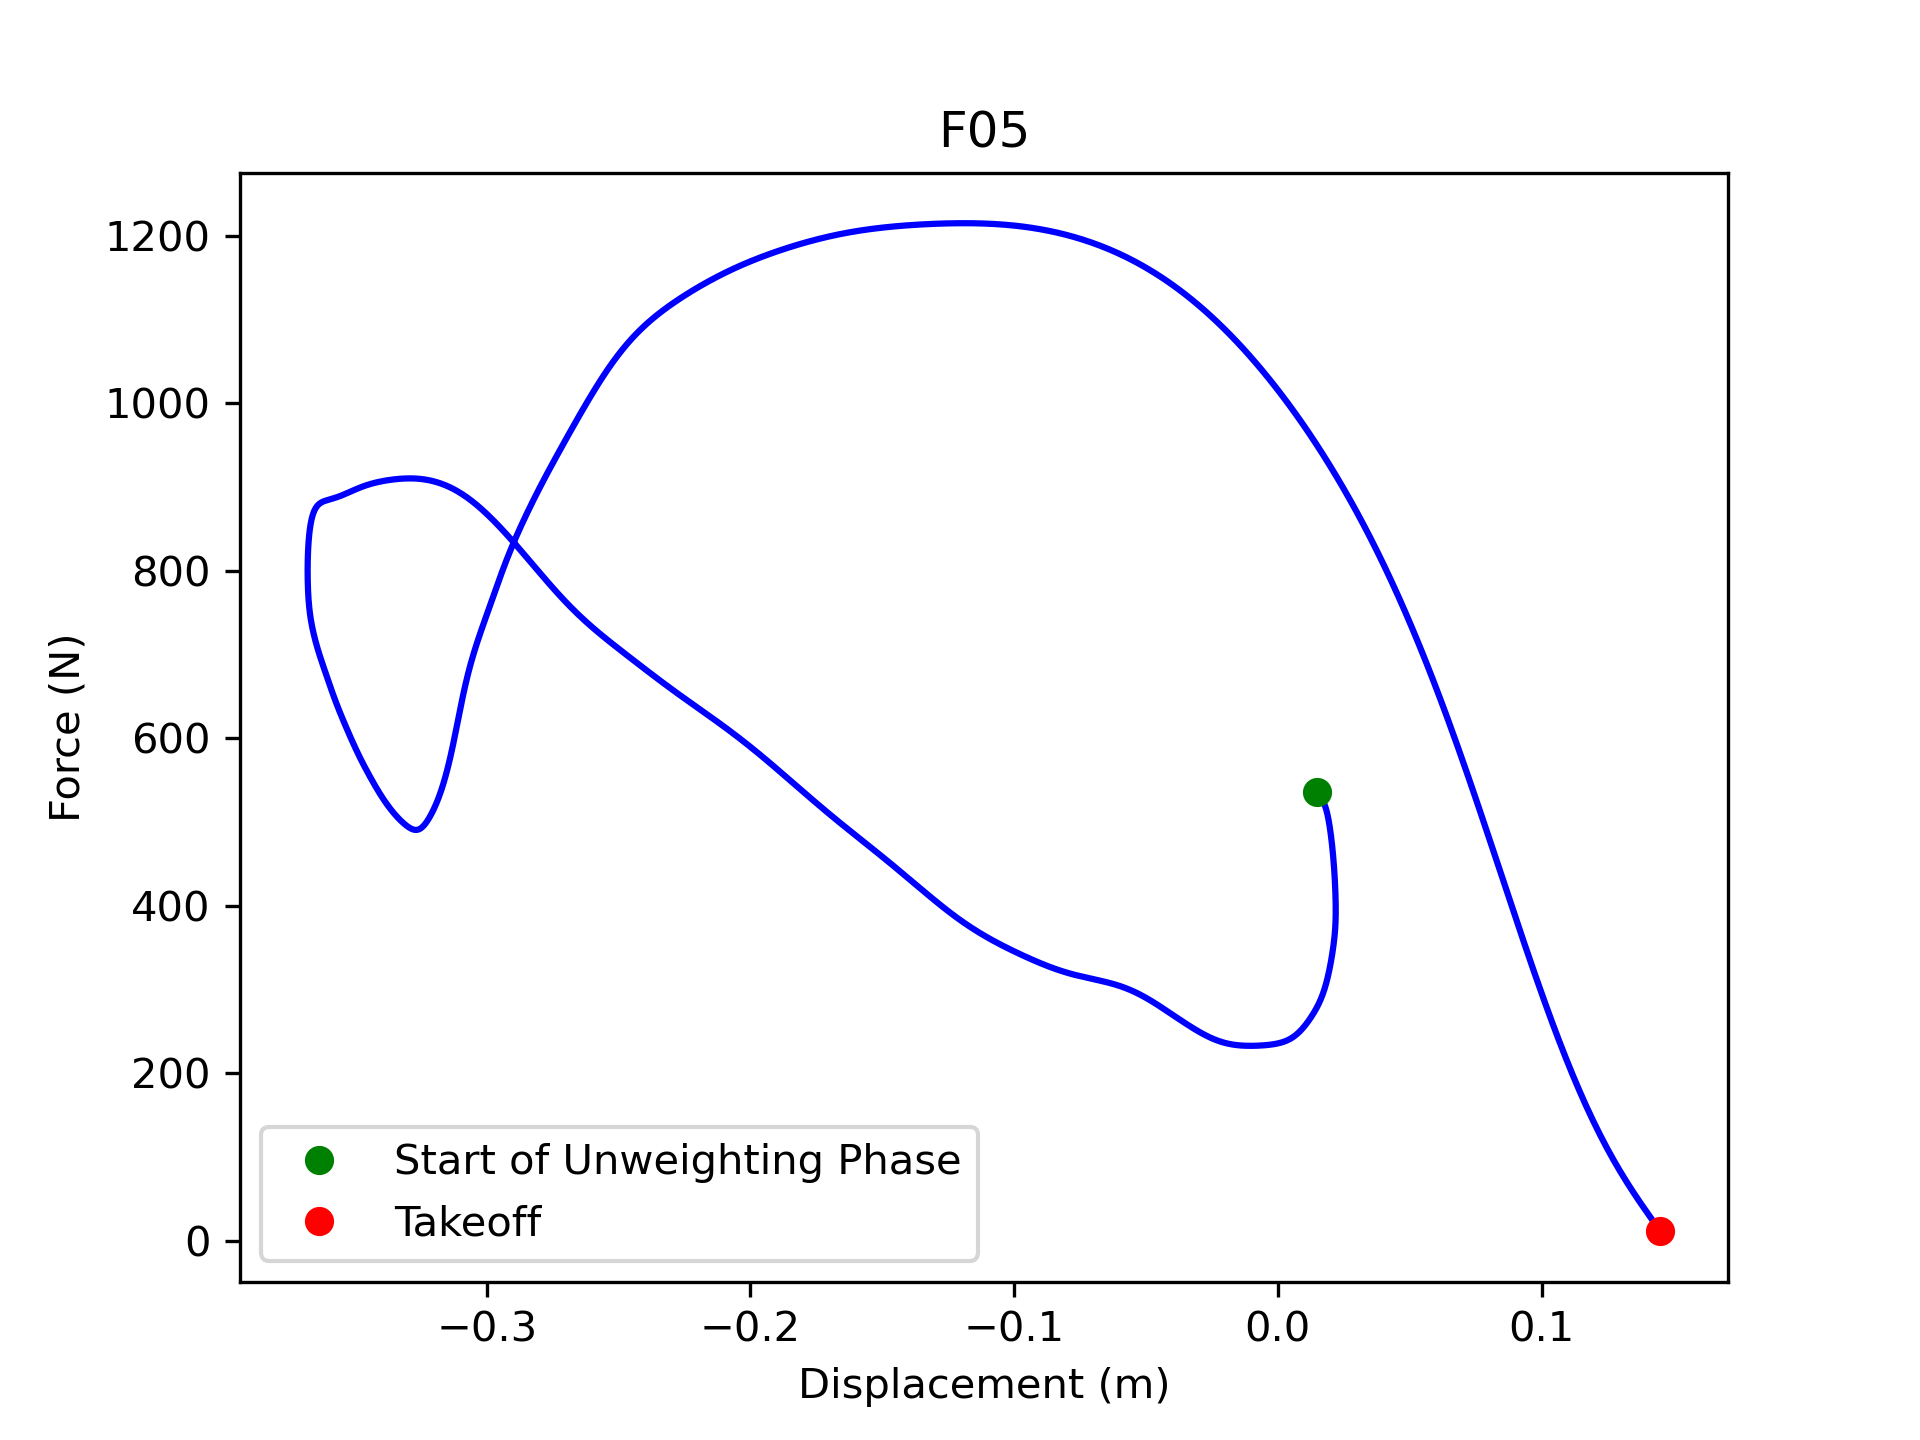 F05
1200
1000
800
600
400
200
0
Force (N)
Start of Unweighting Phase
Takeoff
−0.3 −0.2 −0.1 0.0 0.1
Displacement (m)